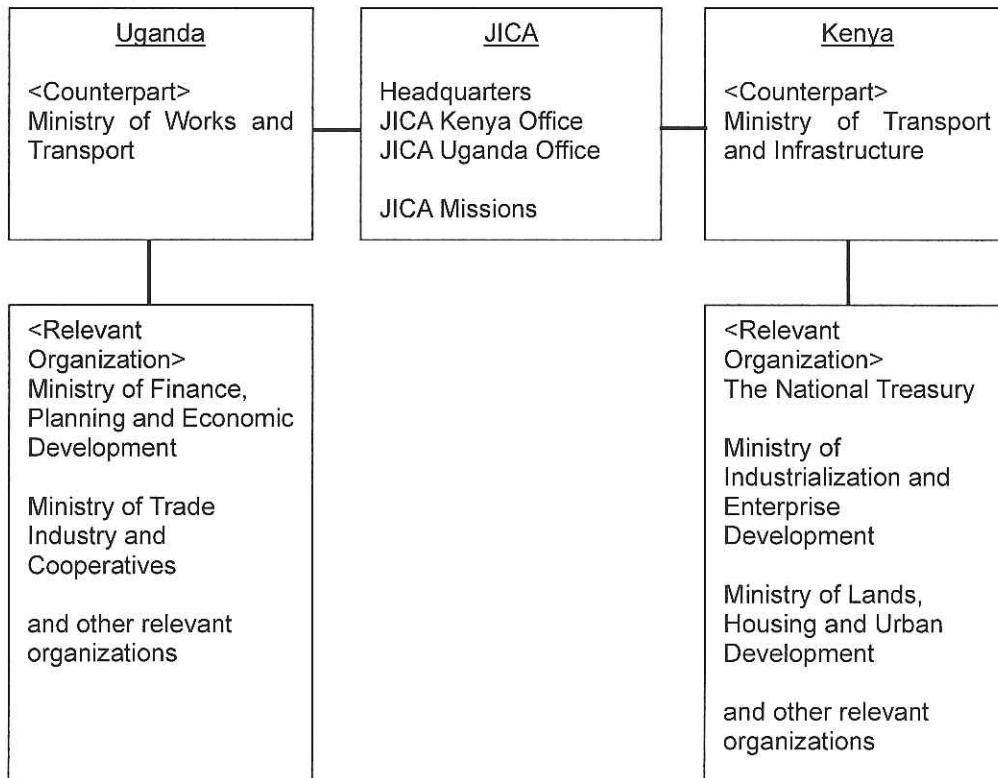 Uganda
<Counterpart>
Ministry of Works and
Transport
JICA
Headquarters
JICA Kenya Office
JICA Uganda Office
JICA Missions
Kenya
<Counterpart>
Ministry of Transport
and Infrastructure
<Relevant
Organization>
Ministry of Finance,
Planning and Economic
Development
Ministry of Trade
Industry and
Cooperatives
and other relevant
organizations
<Relevant
Organization>
The National Treasury
Ministry of
Industrialization and
Enterprise
Development
Ministry of Lands,
Housing and Urban
Development
and other relevant
organizations